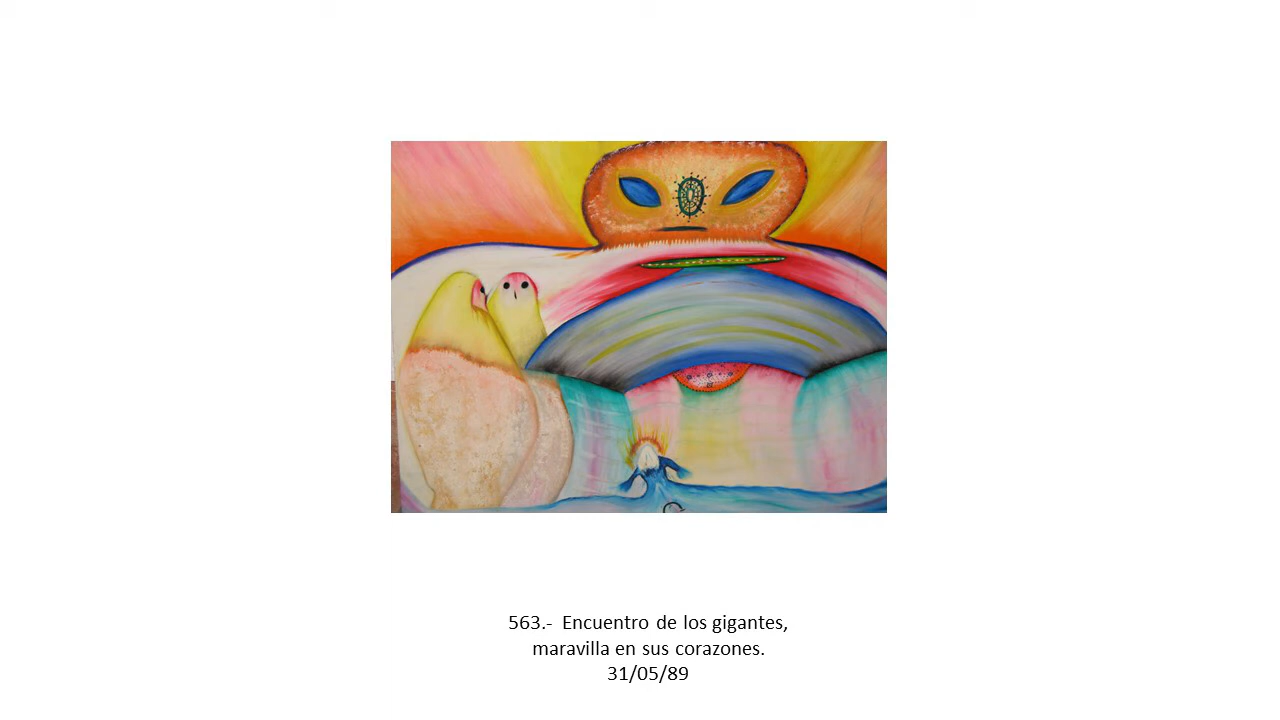 563.- Encuentro de los gigantes,
maravilla en sus corazones.
31/05/89